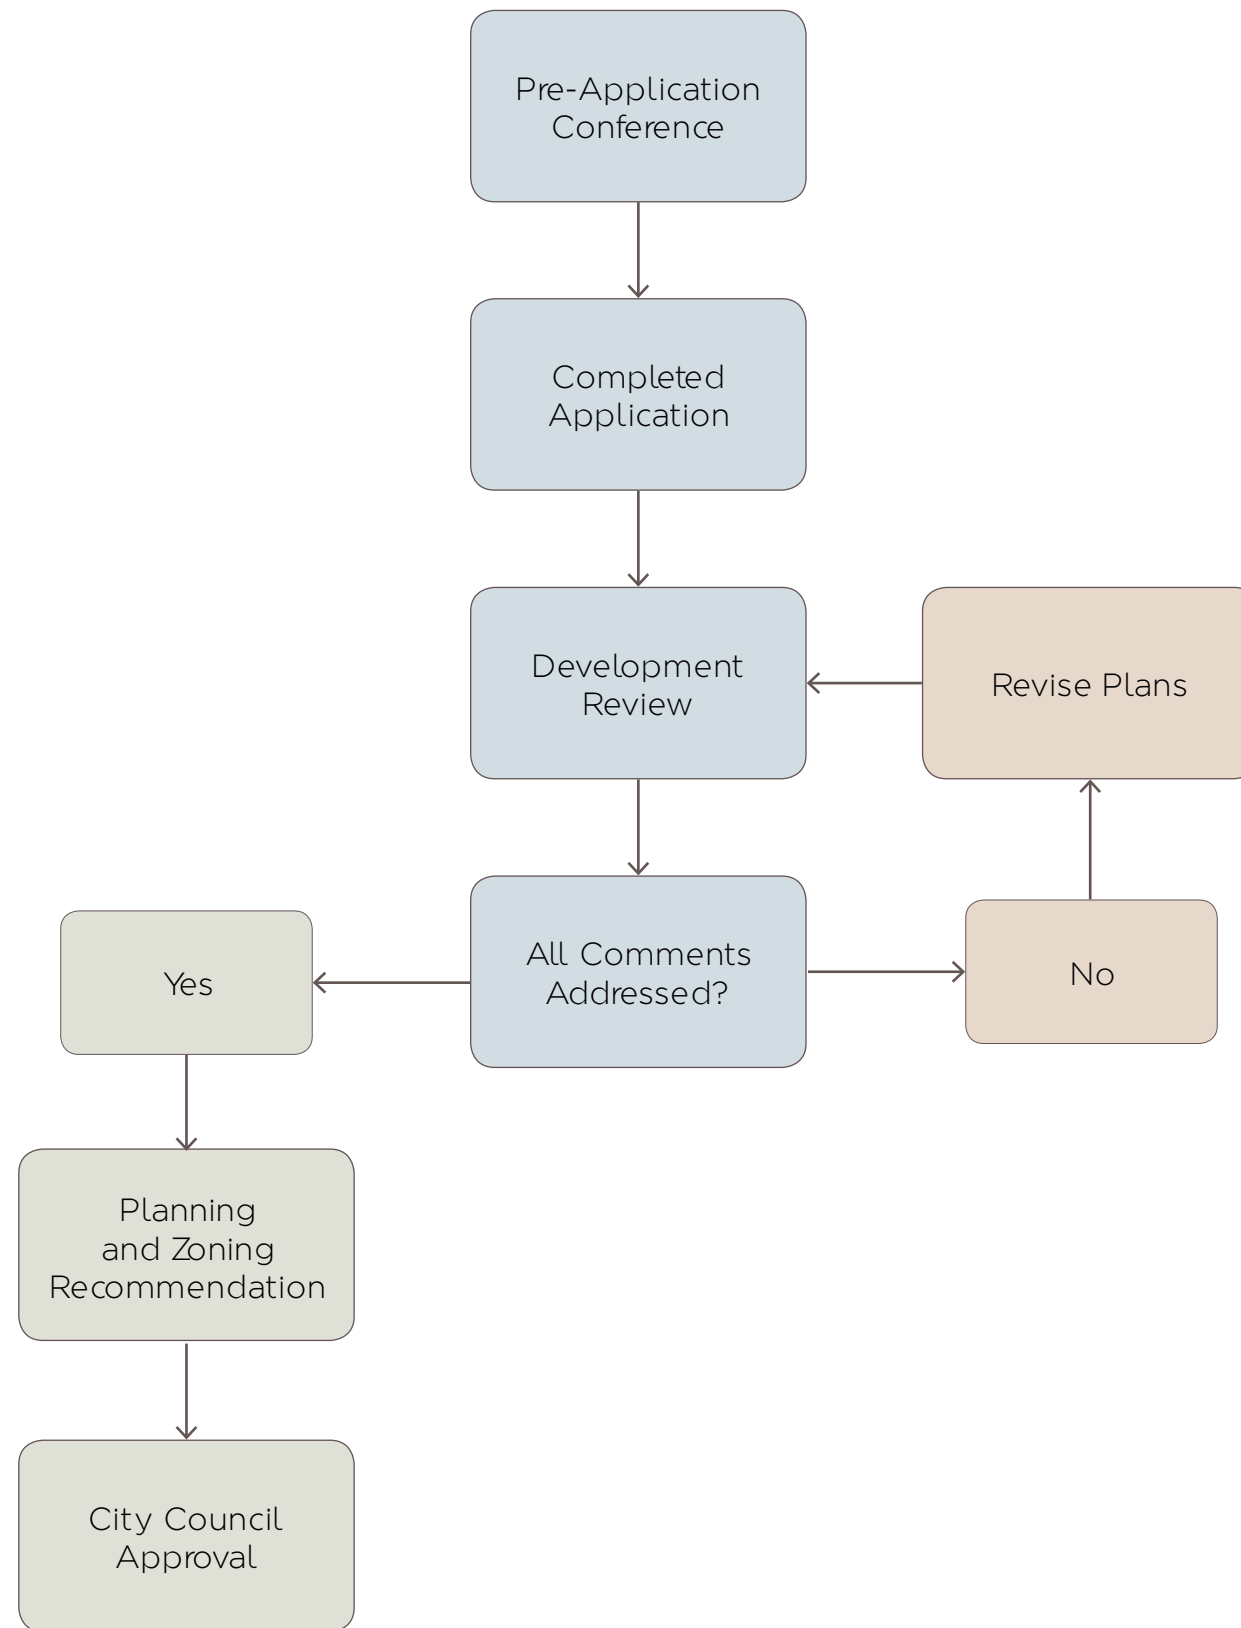 Pre-Application
Conference
Completed
Application
Development
Review
Revise Plans
All Comments
Addressed?
Yes
No
Planning
and Zoning
Recommendation
City Council
Approval